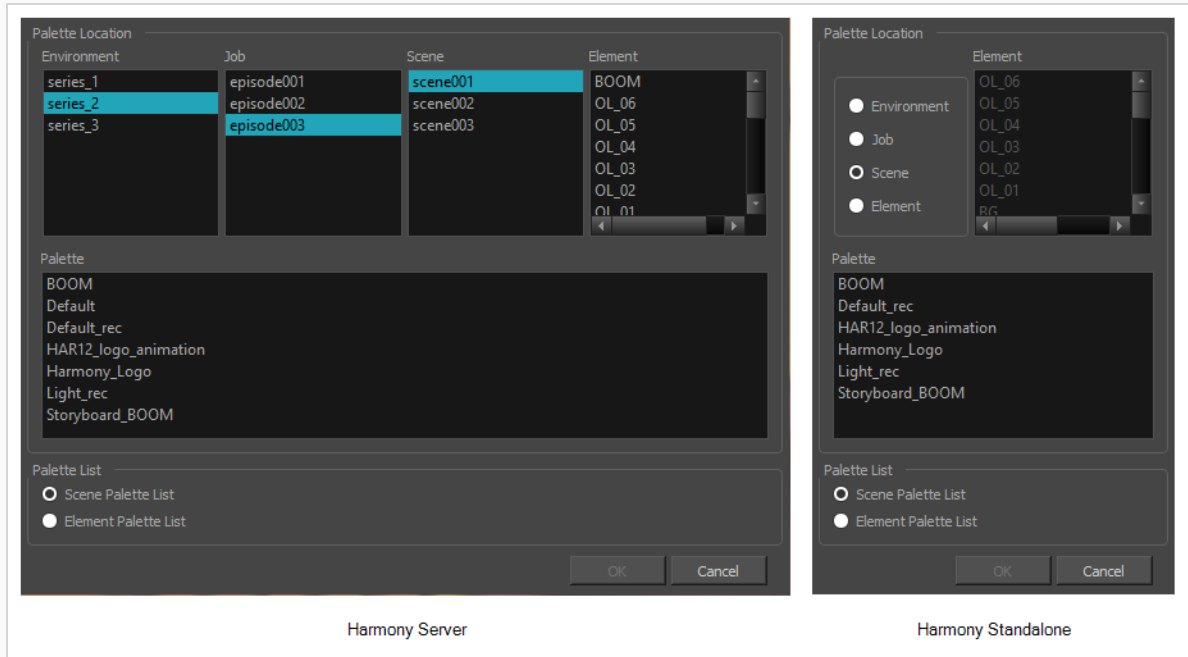 Palette Location
Environment Job Scene Element
series_1 episode001 scene001 BOOM
series_2 episode002 scene002 OL_06
series_3 episode003 scene003 OL_05
OL_04
OL_03
OL_02
OL_01
Palette
BOOM
Default
Default_rec
HAR12_logo_animation
Harmony_Logo
Light_rec
Storyboard_BOOM
Palette List
Scene Palette List
Element Palette List
OK Cancel
Harmony Server
Palette Location
Element
OL_06
Environment OL_05
OL_04
Job OL_03
Scene OL_02
OL_01
Element BG
Palette
BOOM
Default_rec
HAR12_logo_animation
Harmony_Logo
Light_rec
Storyboard_BOOM
Palette List
Scene Palette List
Element Palette List
OK Cancel
Harmony Standalone